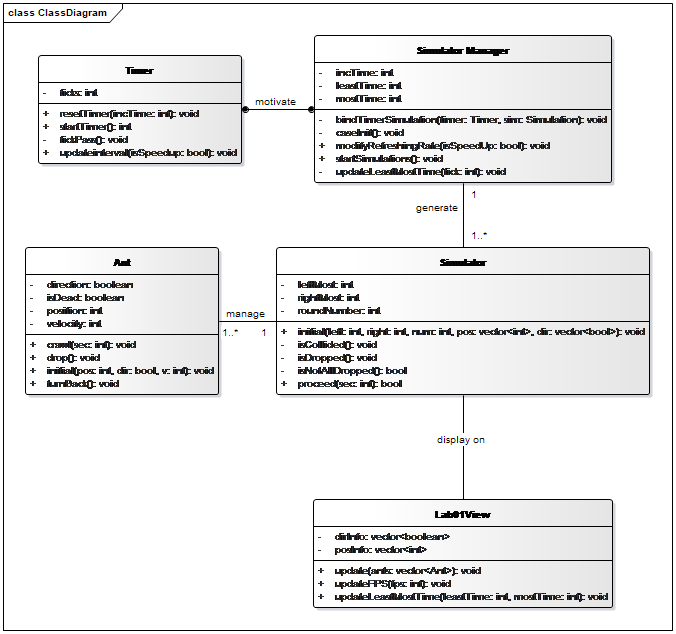 class ClassDiagram
Timer
- ticks: int
+ resetTimer(incTime: int): void
+ startTimer(): int
- tickPass(): void
+ updateInterval(isSpeedup: bool): void
motivate
Simulator Manager
- incTime: int
- leastTime: int
- mostTime: int
- bindTimerSimulation(timer: Timer, sim: Simulation): void
- caseInit(): void
+ modifyRefreshingRate(isSpeedUp: bool): void
+ startSimulations(): void
- updateLeastMostTime(tick: int): void
1
generate
1..*
Ant
- direction: boolean
- isDead: boolean
- position: int
- velocity: int
+ crawl(sec: int): void
+ drop(): void
+ initial(pos: int, dir: bool, v: int): void
+ turnBack(): void
manage
1..*
1
Simulator
- leftMost: int
- rightMost: int
- roundNumber: int
+ initial(left: int, right: int, num: int, pos: vector<int>, dir: vector<bool>): void
- isCollided(): void
- isDropped(): void
- isNotAllDropped(): bool
+ proceed(sec: int): bool
display on
Lab01View
- dirInfo: vector<boolean>
- posInfo: vector<int>
+ update(ants: vector<Ant>): void
+ updateFPS(fps: int): void
+ updateLeastMostTime(leastTime: int, mostTime: int): void